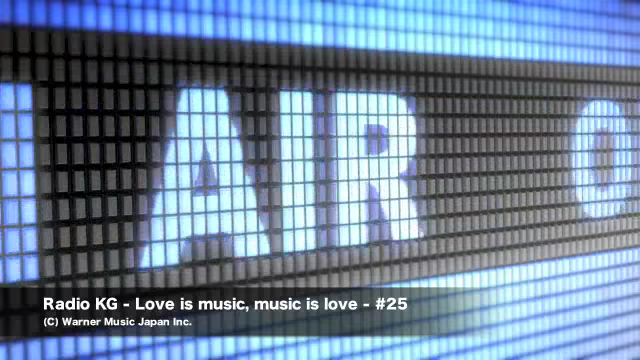 AIR O
Radio KG - Love is music, music is love - #25
(C) Warner Music Japan Inc.